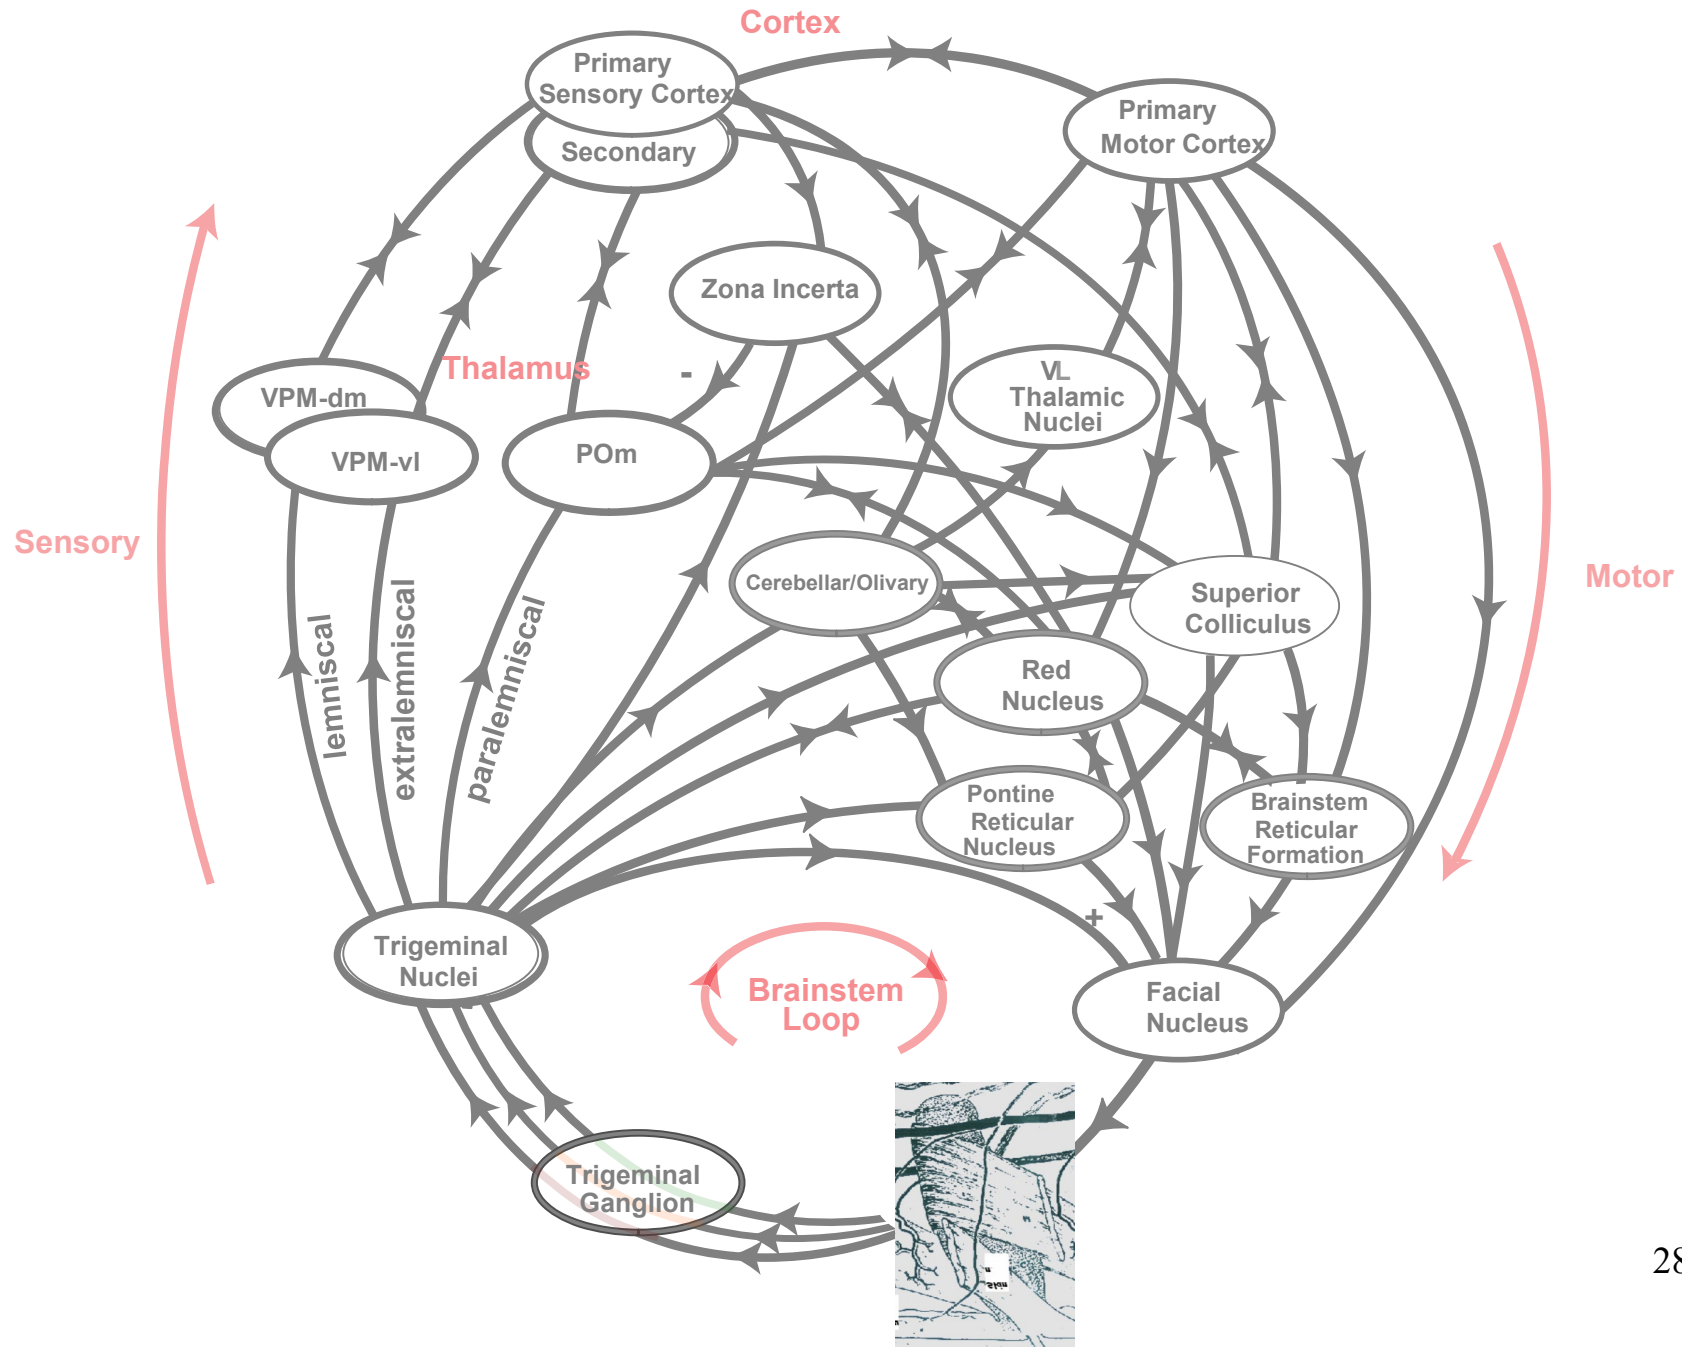 Cortex
Primary
Sensory Cortex
Secondary
Primary
Motor Cortex
Zona Incerta
Thalamus
-
VPM-dm
VPM-vl
POm
VL
Thalamic
Nuclei
Sensory
Motor
Cerebellar/Olivary
Superior
Colliculus
lemniscal
extralemniscal
paralemniscal
Red
Nucleus
Pontine
Reticular
Nucleus
Brainstem
Reticular
Formation
+
Trigeminal
Nuclei
Brainstem
Loop
Facial
Nucleus
Trigeminal
Ganglion
28